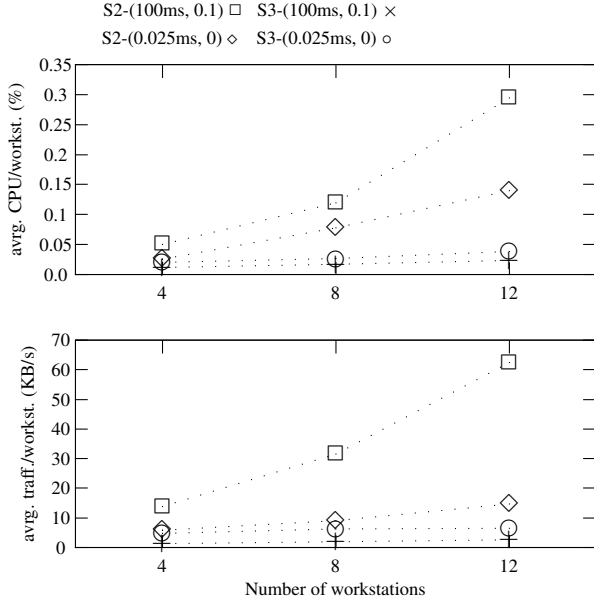 S2-(100ms, 0.1) □ S3-(100ms, 0.1) ×
S2-(0.025ms, 0) ◇ S3-(0.025ms, 0) ○
avrg. CPU/workst. (%)
0.35
0.3
0.25
0.2
0.15
0.1
0.05
0.0
4 8 12
avrg. traff./workst. (KB/s)
70
60
50
40
30
20
10
0
4 8 12
Number of workstations